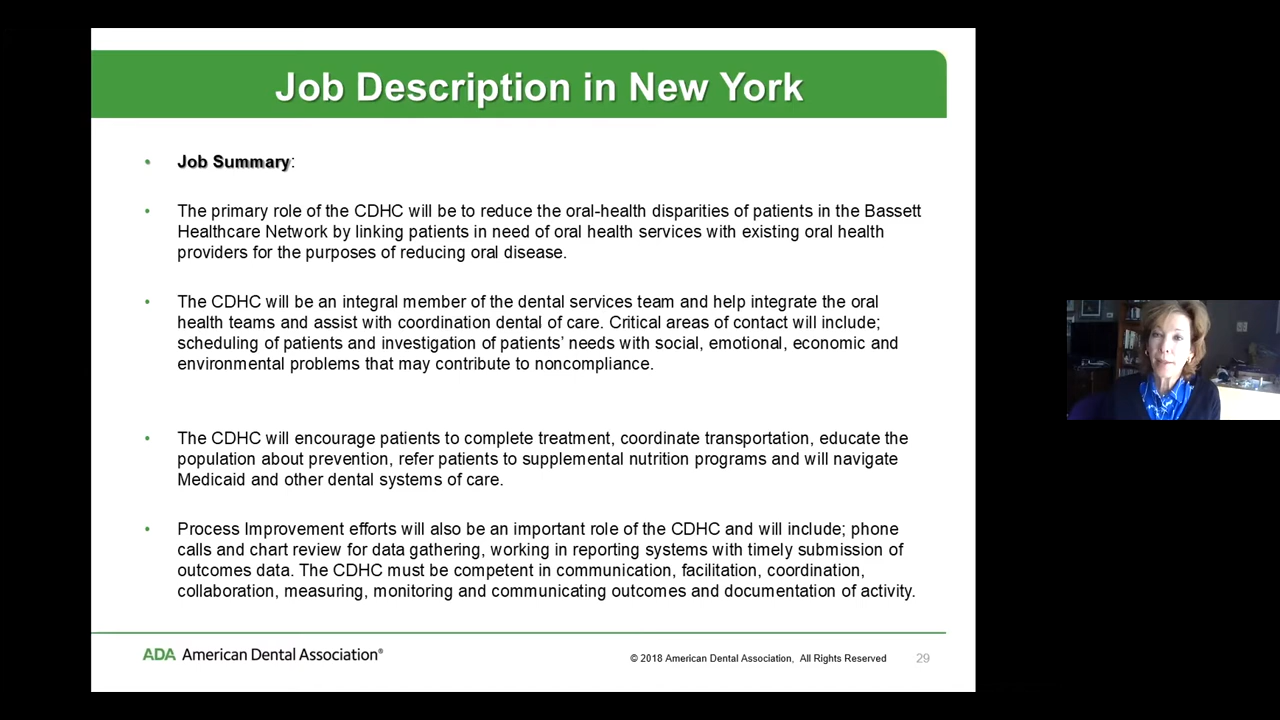 Job Description in New York
• Job Summary:
• The primary role of the CDHC will be to reduce the oral-health disparities of patients in the Bassett
Healthcare Network by linking patients in need of oral health services with existing oral health
providers for the purposes of reducing oral disease.
• The CDHC will be an integral member of the dental services team and help integrate the oral
health teams and assist with coordination dental of care. Critical areas of contact will include;
scheduling of patients and investigation of patients’ needs with social, emotional, economic and
environmental problems that may contribute to noncompliance.
• The CDHC will encourage patients to complete treatment, coordinate transportation, educate the
population about prevention, refer patients to supplemental nutrition programs and will navigate
Medicaid and other dental systems of care.
• Process Improvement efforts will also be an important role of the CDHC and will include; phone
calls and chart review for data gathering, working in reporting systems with timely submission of
outcomes data. The CDHC must be competent in communication, facilitation, coordination,
collaboration, measuring, monitoring and communicating outcomes and documentation of activity.
ADA American Dental Association®
© 2018 American Dental Association, All Rights Reserved 29